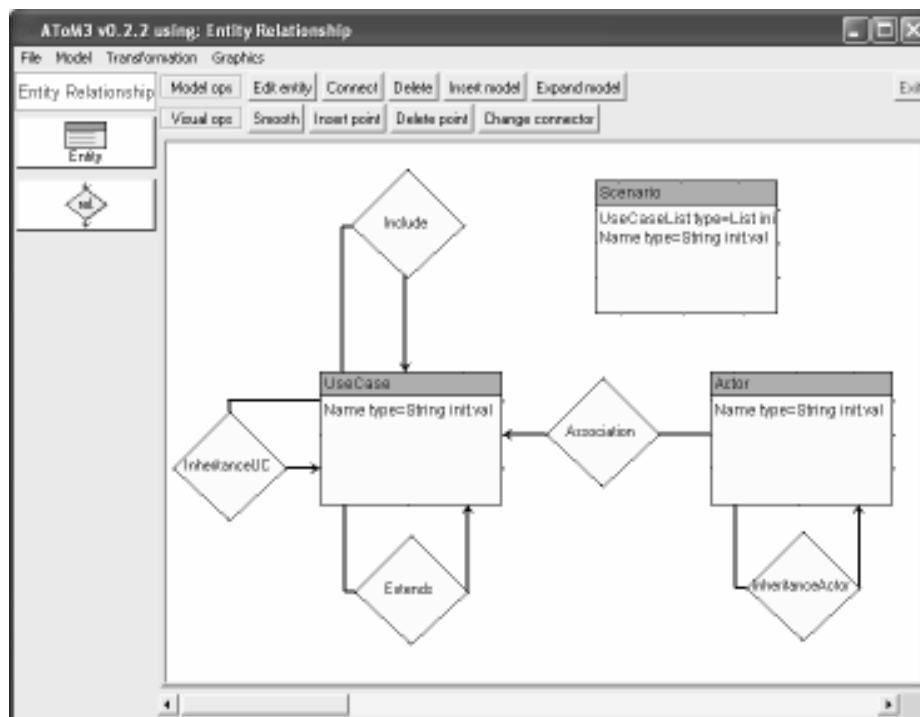 AToM3 v0.2.2 using: Entity Relationship
File Model Transformation Graphics
Entity Relationship
Model ops Edit entity Connect Delete Insert model Expand model Exit
Visual ops Smooth Insert point Delete point Change connector
Entity
rel.
Include
Scenario
UseCaseList type=List ini
Name type=String init.val
UseCase
Name type=String init.val
Actor
Name type=String init.val
Association
InheritanceUC
Extends
InheritanceActor